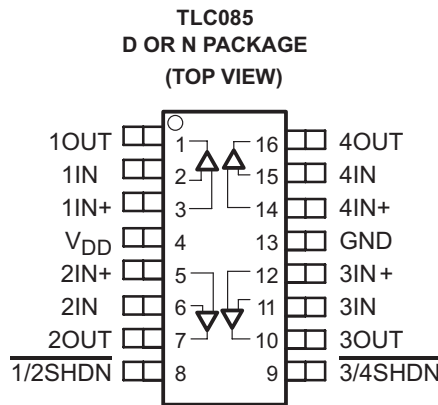 TLC085
D OR N PACKAGE
(TOP VIEW)
1OUT 1 16 4OUT
1IN 2 15 4IN
1IN+ 3 14 4IN+
VDD 4 13 GND
2IN+ 5 12 3IN+
2IN 6 11 3IN
2OUT 7 10 3OUT
1/2SHDN 8 9 3/4SHDN